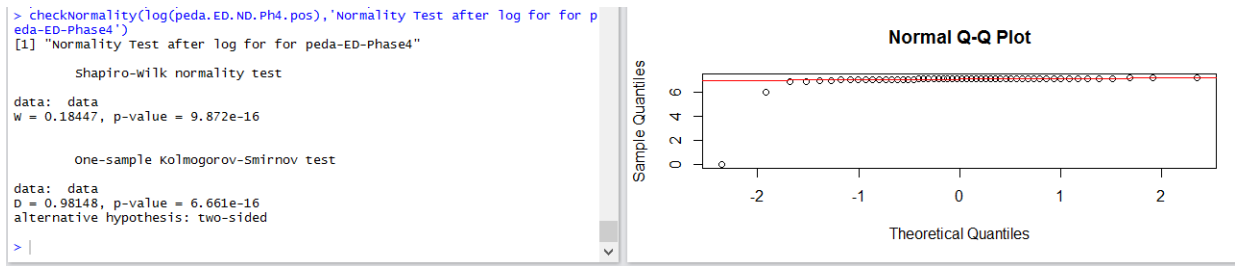 > checkNormality(log(peda.ED.ND.Ph4.pos),'Normality Test after log for for p
eda-ED-Phase4')
[1] "Normality Test after log for for peda-ED-Phase4"
Shapiro-Wilk normality test
data:  data
W = 0.18447, p-value = 9.872e-16
One-sample Kolmogorov-Smirnov test
data:  data
D = 0.98148, p-value = 6.661e-16
alternative hypothesis: two-sided
>
Normal Q-Q Plot
Sample Quantiles
6
4
2
0
-2 -1 0 1 2
Theoretical Quantiles